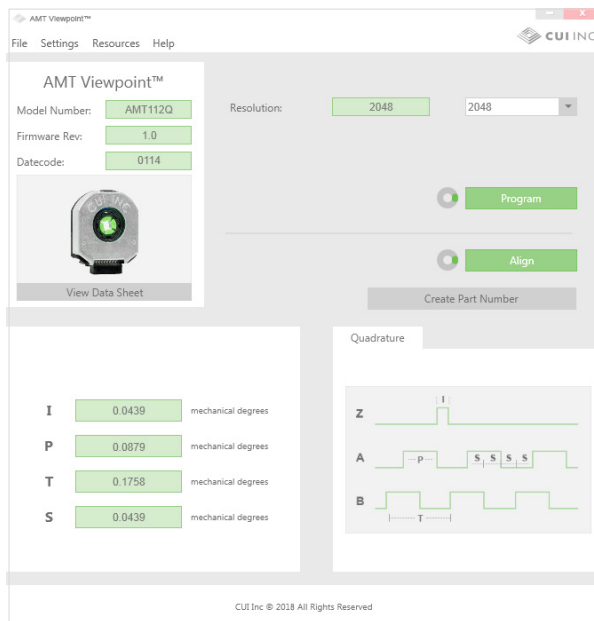 AMT Viewpoint™
File Settings Resources Help
CUI INC
AMT Viewpoint™
Model Number: AMT112Q
Firmware Rev: 1.0
Datecode: 0114
CUI INC
View Data Sheet
Resolution: 2048 2048
Program
Align
Create Part Number
I 0.0439 mechanical degrees
P 0.0879 mechanical degrees
T 0.1758 mechanical degrees
S 0.0439 mechanical degrees
Quadrature
Z I
A P S S S S
B T
CUI Inc ® 2018 All Rights Reserved